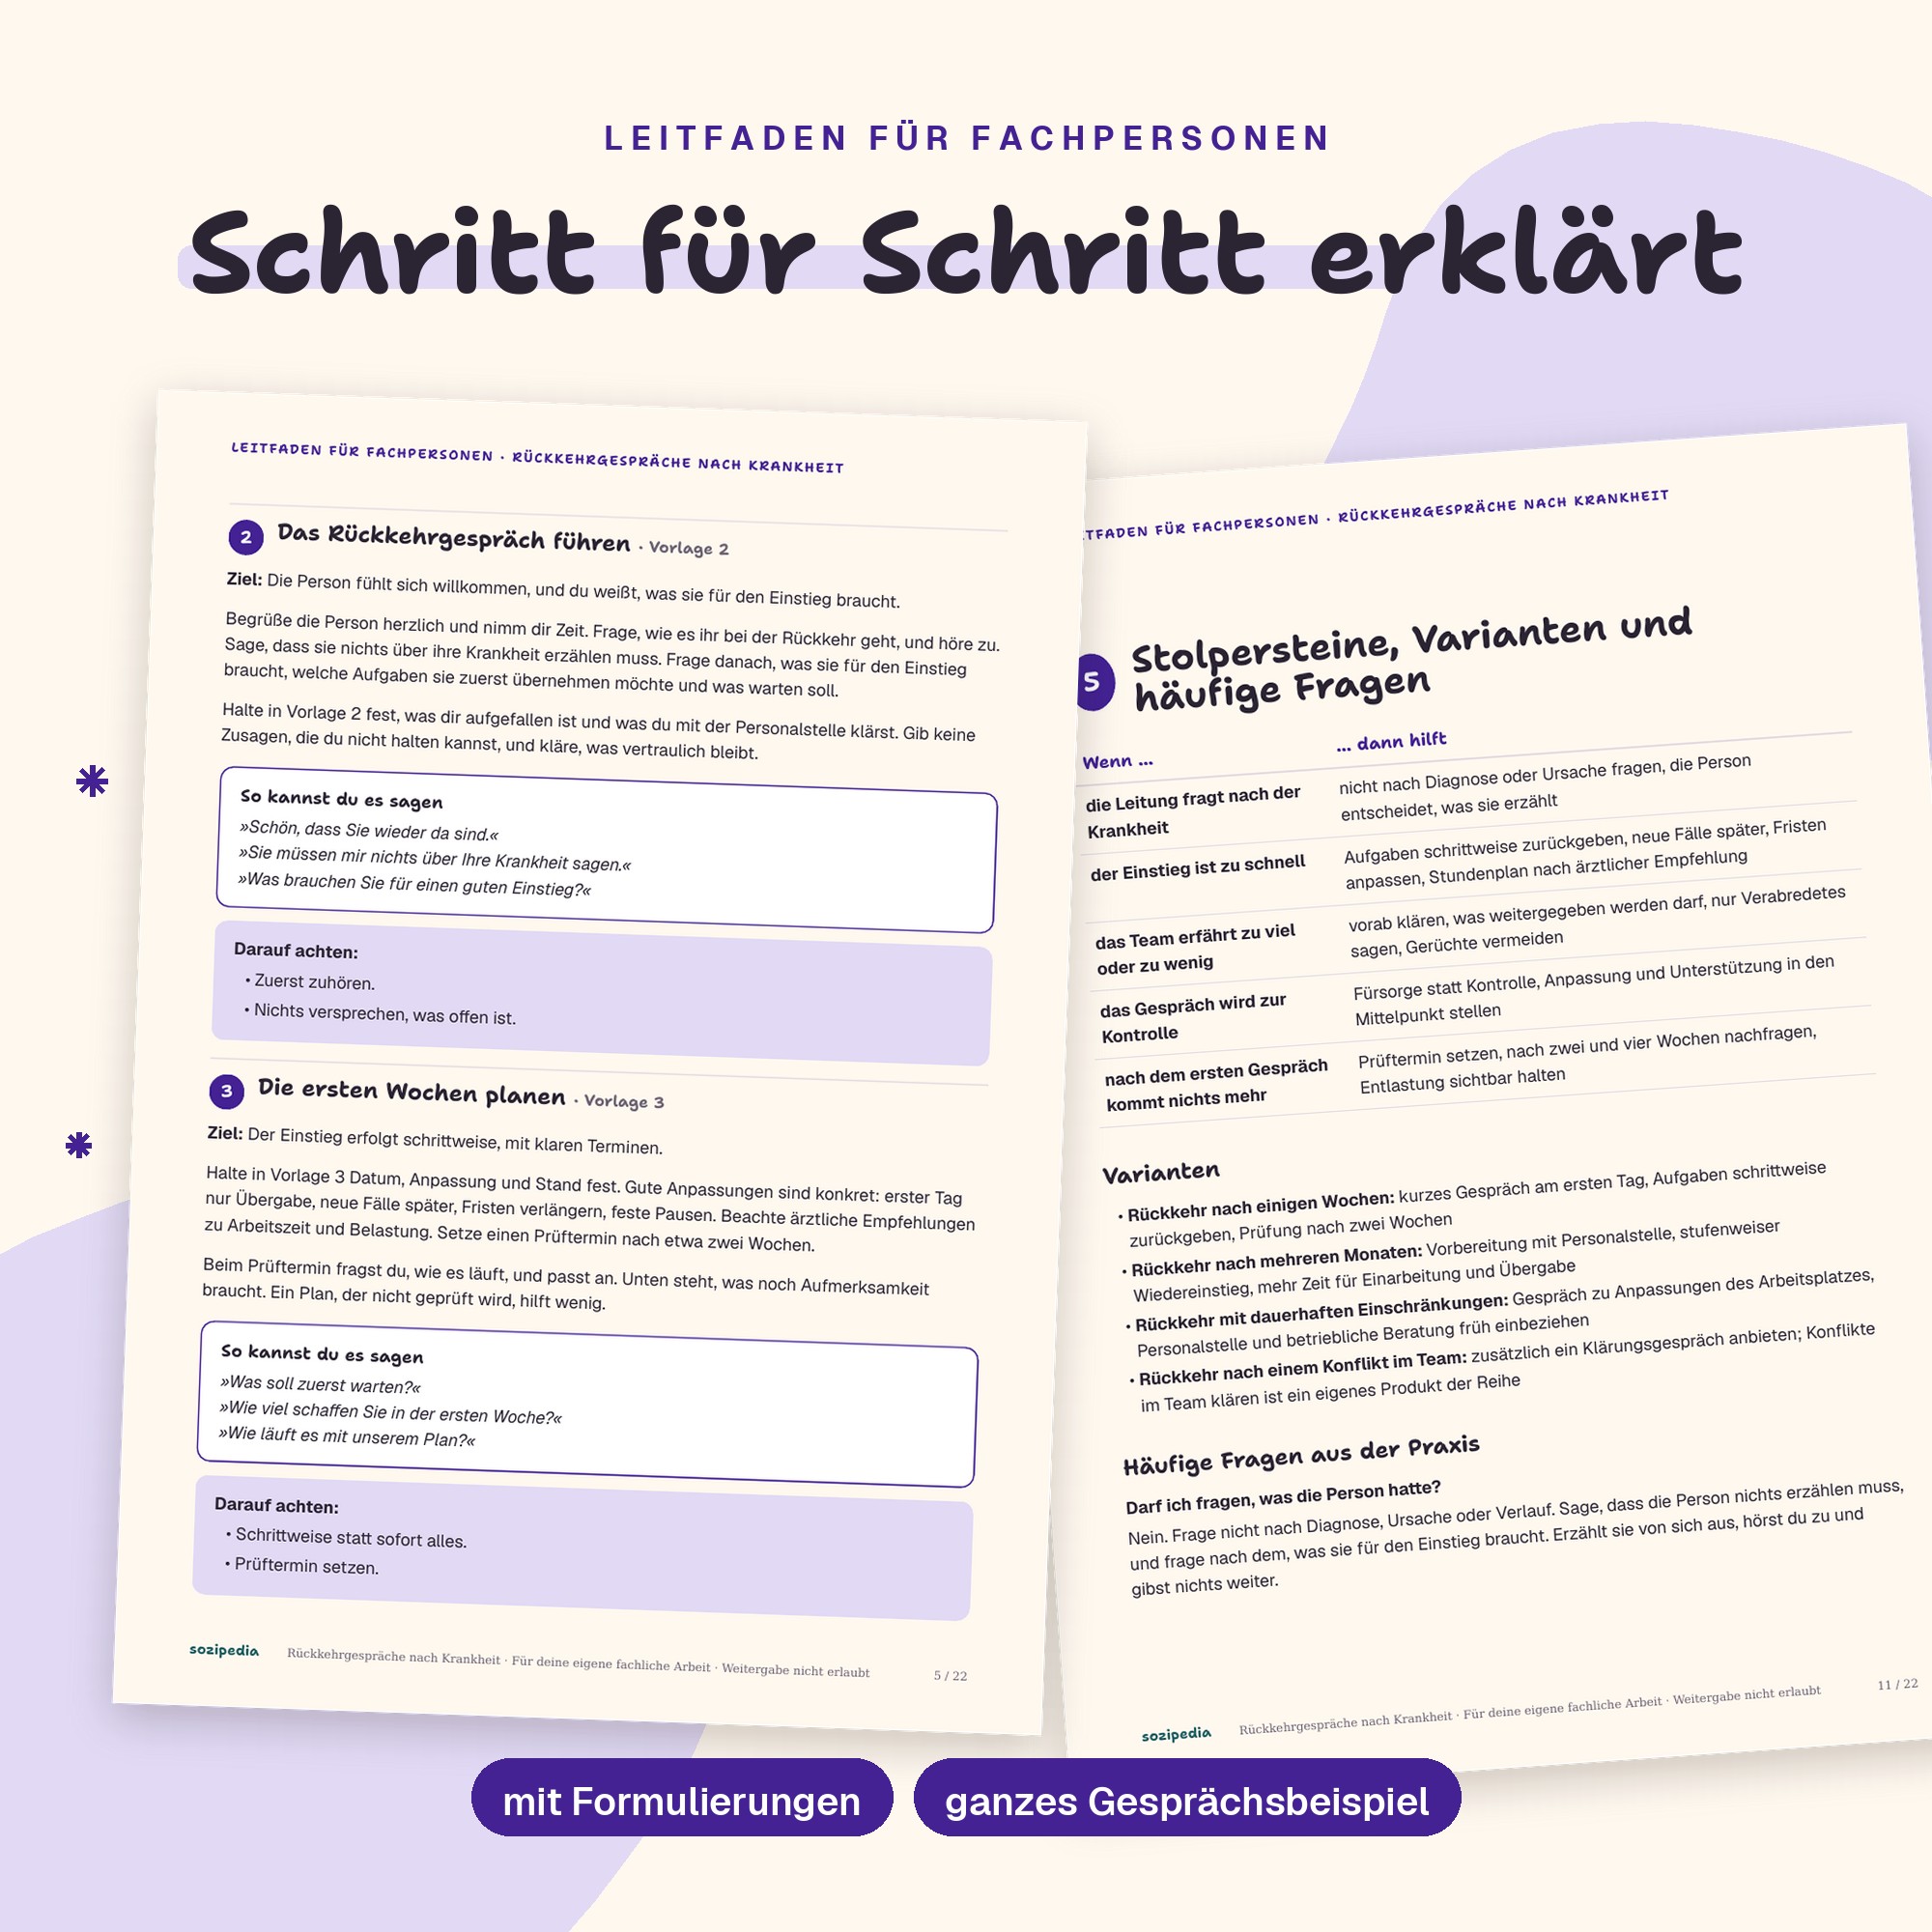 LEITFADEN FÜR FACHPERSONEN
Schritt für Schritt erklärt
LEITFADEN FÜR FACHPERSONEN · RÜCKKEHRGESPRÄCHE NACH KRANKHEIT
2 Das Rückkehrgespräch führen · Vorlage 2
Ziel: Die Person fühlt sich willkommen, und du weißt, was sie für den Einstieg braucht.
Begrüße die Person herzlich und nimm dir Zeit. Frage, wie es ihr bei der Rückkehr geht, und höre zu.
Sage, dass sie nichts über ihre Krankheit erzählen muss. Frage danach, was sie für den Einstieg
braucht, welche Aufgaben sie zuerst übernehmen möchte und was warten soll.
Halte in Vorlage 2 fest, was dir aufgefallen ist und was du mit der Personalstelle klärst. Gib keine
Zusagen, die du nicht halten kannst, und kläre, was vertraulich bleibt.
So kannst du es sagen
»Schön, dass Sie wieder da sind.«
»Sie müssen mir nichts über Ihre Krankheit sagen.«
»Was brauchen Sie für einen guten Einstieg?«
Darauf achten:
• Zuerst zuhören.
• Nichts versprechen, was offen ist.
3 Die ersten Wochen planen · Vorlage 3
Ziel: Der Einstieg erfolgt schrittweise, mit klaren Terminen.
Halte in Vorlage 3 Datum, Anpassung und Stand fest. Gute Anpassungen sind konkret: erster Tag
nur Übergabe, neue Fälle später, Fristen verlängern, feste Pausen. Beachte ärztliche Empfehlungen
zu Arbeitszeit und Belastung. Setze einen Prüftermin nach etwa zwei Wochen.
Beim Prüftermin fragst du, wie es läuft, und passt an. Unten steht, was noch Aufmerksamkeit
braucht. Ein Plan, der nicht geprüft wird, hilft wenig.
So kannst du es sagen
»Was soll zuerst warten?«
»Wie viel schaffen Sie in der ersten Woche?«
»Wie läuft es mit unserem Plan?«
Darauf achten:
• Schrittweise statt sofort alles.
• Prüftermin setzen.
sozipedia Rückkehrgespräche nach Krankheit · Für deine eigene fachliche Arbeit · Weitergabe nicht erlaubt 5 / 22
TFADEN FÜR FACHPERSONEN · RÜCKKEHRGESPRÄCHE NACH KRANKHEIT
5 Stolpersteine, Varianten und
häufige Fragen
Wenn ... ... dann hilft
die Leitung fragt nach der nicht nach Diagnose oder Ursache fragen, die Person
Krankheit entscheidet, was sie erzählt
der Einstieg ist zu schnell Aufgaben schrittweise zurückgeben, neue Fälle später, Fristen
anpassen, Stundenplan nach ärztlicher Empfehlung
das Team erfährt zu viel vorab klären, was weitergegeben werden darf, nur Verabredetes
oder zu wenig sagen, Gerüchte vermeiden
das Gespräch wird zur Fürsorge statt Kontrolle, Anpassung und Unterstützung in den
Kontrolle Mittelpunkt stellen
nach dem ersten Gespräch Prüftermin setzen, nach zwei und vier Wochen nachfragen,
kommt nichts mehr Entlastung sichtbar halten
Varianten
• Rückkehr nach einigen Wochen: kurzes Gespräch am ersten Tag, Aufgaben schrittweise
zurückgeben, Prüfung nach zwei Wochen
• Rückkehr nach mehreren Monaten: Vorbereitung mit Personalstelle, stufenweiser
Wiedereinstieg, mehr Zeit für Einarbeitung und Übergabe
• Rückkehr mit dauerhaften Einschränkungen: Gespräch zu Anpassungen des Arbeitsplatzes,
Personalstelle und betriebliche Beratung früh einbeziehen
• Rückkehr nach einem Konflikt im Team: zusätzlich ein Klärungsgespräch anbieten; Konflikte
im Team klären ist ein eigenes Produkt der Reihe
Häufige Fragen aus der Praxis
Darf ich fragen, was die Person hatte?
Nein. Frage nicht nach Diagnose, Ursache oder Verlauf. Sage, dass die Person nichts erzählen muss,
und frage nach dem, was sie für den Einstieg braucht. Erzählt sie von sich aus, hörst du zu und
gibst nichts weiter.
sozipedia Rückkehrgespräche nach Krankheit · Für deine eigene fachliche Arbeit · Weitergabe nicht erlaubt 11 / 22
mit Formulierungen
ganzes Gesprächsbeispiel